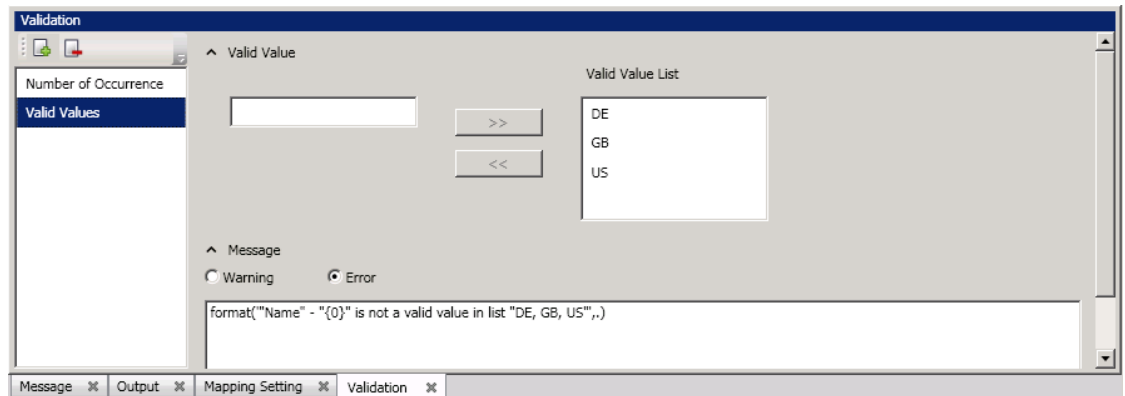 Validation
Number of Occurrence
Valid Values
Valid Value
Valid Value List
>>
<<
DE
GB
US
Message
Warning
Error
format('"Name" - "{0}" is not a valid value in list "DE, GB, US"',.)
Message Output Mapping Setting Validation